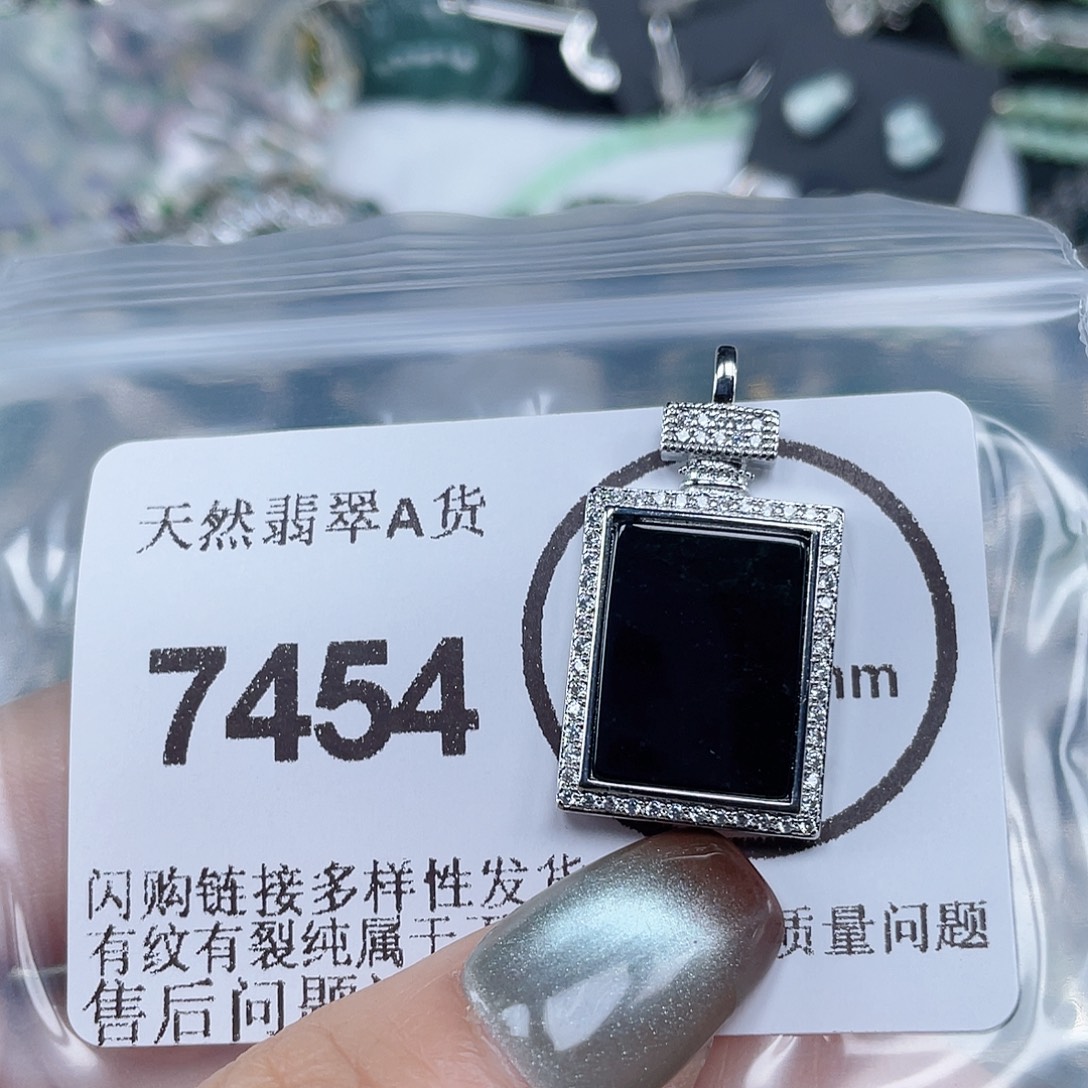 天然翡翠A货
7454
mm
闪购链接多样性发货
有纹有裂纯属于 质量问题
售后问题